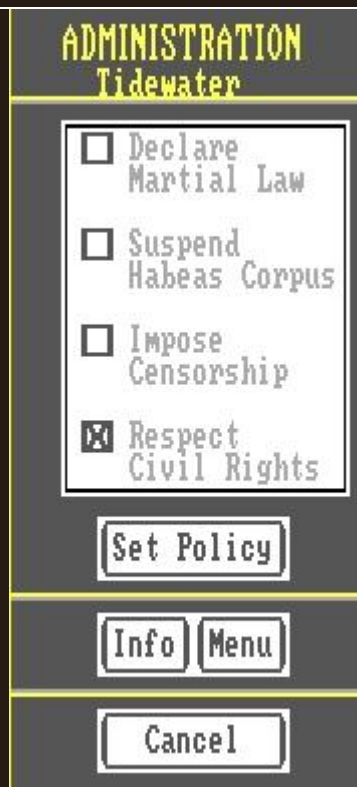 ADMINISTRATION
Tidewater
Declare
Martial Law
Suspend
Habeas Corpus
Impose
Censorship
Respect
Civil Rights
Set Policy
Info Menu
Cancel